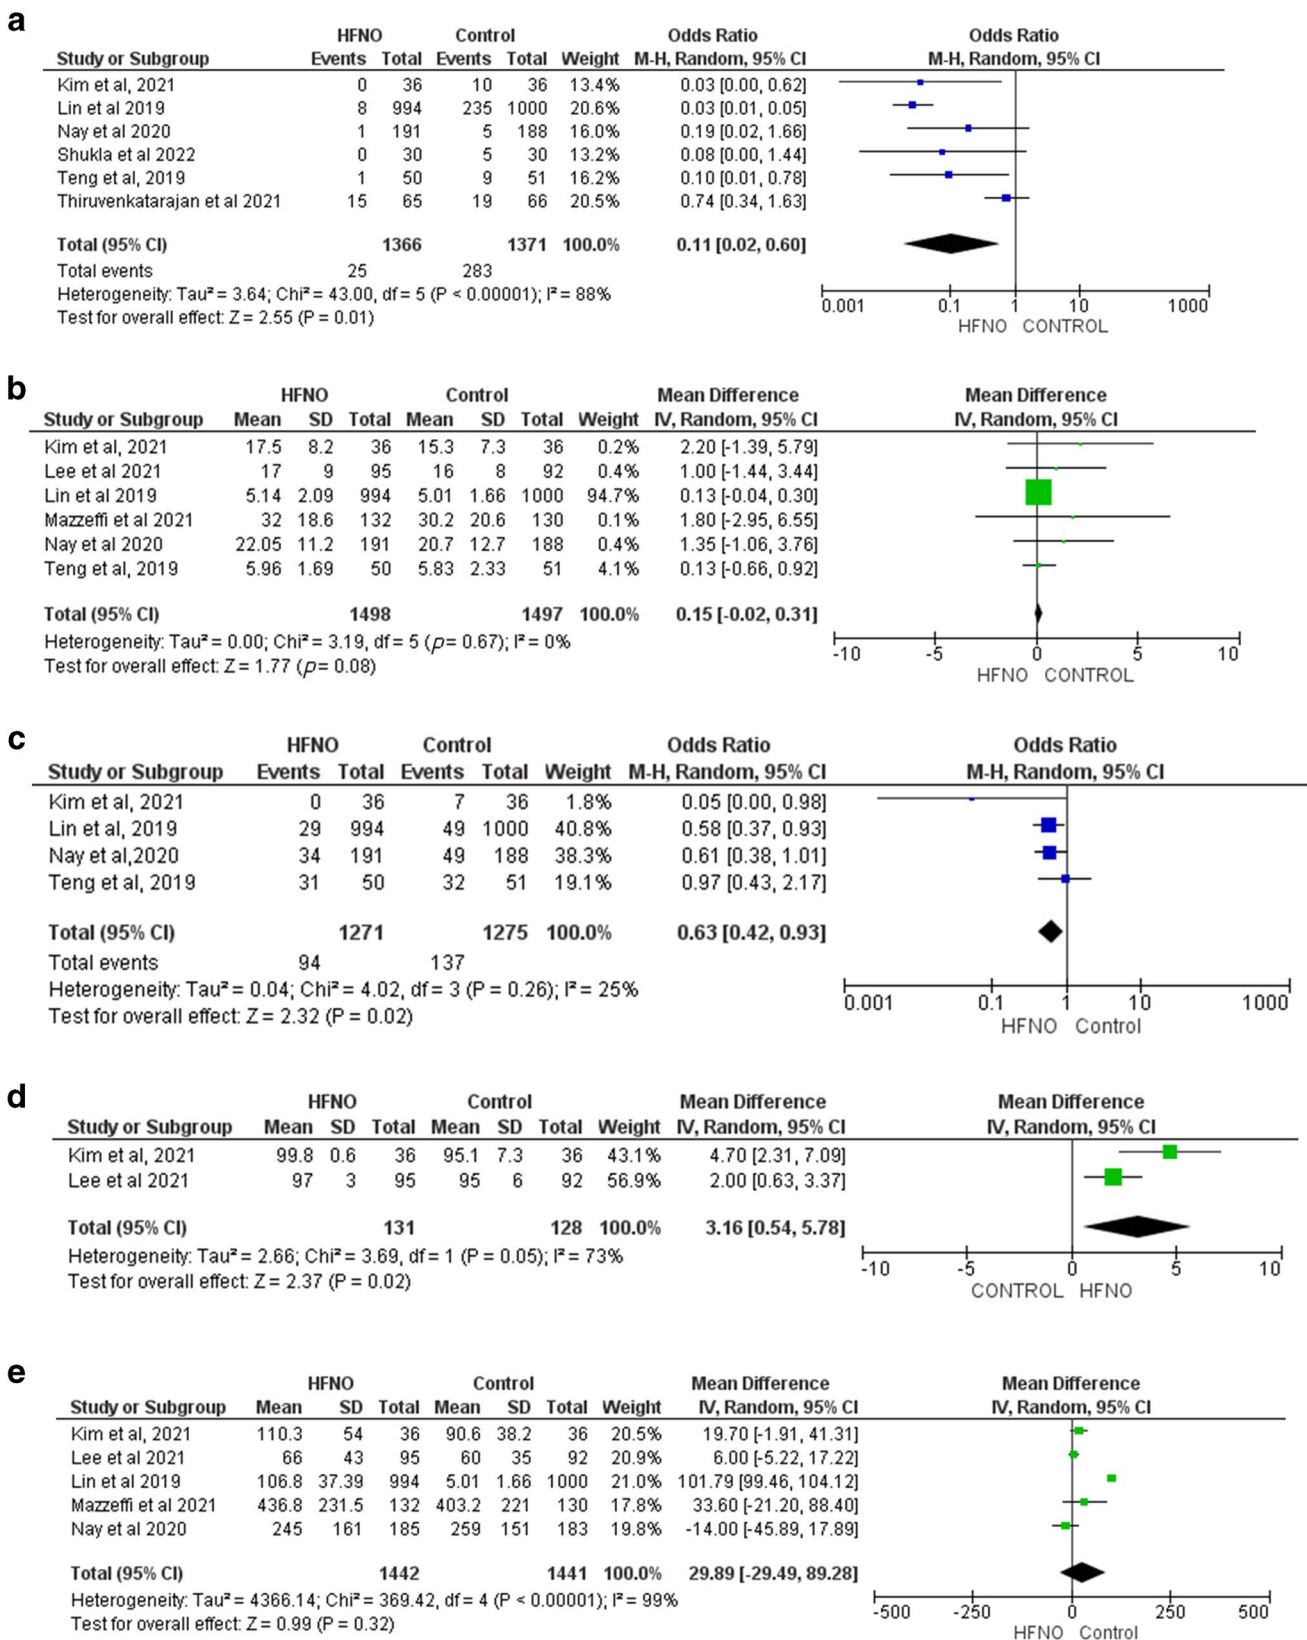 a
HFNO Control Odds Ratio Odds Ratio
Study or Subgroup Events Total Events Total Weight M-H, Random, 95% CI M-H, Random, 95% CI
Kim et al, 2021 0 36 10 36 13.4% 0.03 [0.00, 0.62]
Lin et al 2019 8 994 235 1000 20.6% 0.03 [0.01, 0.05]
Nay et al 2020 1 191 5 188 16.0% 0.19 [0.02, 1.66]
Shukla et al 2022 0 30 5 30 13.2% 0.08 [0.00, 1.44]
Teng et al, 2019 1 50 9 51 16.2% 0.10 [0.01, 0.78]
Thiruvenkatarajan et al 2021 15 65 19 66 20.5% 0.74 [0.34, 1.63]
Total (95% CI) 1366 1371 100.0% 0.11 [0.02, 0.60]
Total events 25 283
Heterogeneity: Tau² = 3.64; Chi² = 43.00, df = 5 (P < 0.00001); I² = 88%
Test for overall effect: Z = 2.55 (P = 0.01)
0.001 0.1 1 10 1000
HFNO CONTROL
b
HFNO Control Mean Difference Mean Difference
Study or Subgroup Mean SD Total Mean SD Total Weight IV, Random, 95% CI IV, Random, 95% CI
Kim et al, 2021 17.5 8.2 36 15.3 7.3 36 0.2% 2.20 [-1.39, 5.79]
Lee et al 2021 17 9 95 16 8 92 0.4% 1.00 [-1.44, 3.44]
Lin et al 2019 5.14 2.09 994 5.01 1.66 1000 94.7% 0.13 [-0.04, 0.30]
Mazzeffi et al 2021 32 18.6 132 30.2 20.6 130 0.1% 1.80 [-2.95, 6.55]
Nay et al 2020 22.05 11.2 191 20.7 12.7 188 0.4% 1.35 [-1.06, 3.76]
Teng et al, 2019 5.96 1.69 50 5.83 2.33 51 4.1% 0.13 [-0.66, 0.92]
Total (95% CI) 1498 1497 100.0% 0.15 [-0.02, 0.31]
Heterogeneity: Tau² = 0.00; Chi² = 3.19, df = 5 (p= 0.67); I² = 0%
Test for overall effect: Z = 1.77 (p= 0.08)
-10 -5 0 5 10
HFNO CONTROL
c
HFNO Control Odds Ratio Odds Ratio
Study or Subgroup Events Total Events Total Weight M-H, Random, 95% CI M-H, Random, 95% CI
Kim et al, 2021 0 36 7 36 1.8% 0.05 [0.00, 0.98]
Lin et al, 2019 29 994 49 1000 40.8% 0.58 [0.37, 0.93]
Nay et al,2020 34 191 49 188 38.3% 0.61 [0.38, 1.01]
Teng et al, 2019 31 50 32 51 19.1% 0.97 [0.43, 2.17]
Total (95% CI) 1271 1275 100.0% 0.63 [0.42, 0.93]
Total events 94 137
Heterogeneity: Tau² = 0.04; Chi² = 4.02, df = 3 (P = 0.26); I² = 25%
Test for overall effect: Z = 2.32 (P = 0.02)
0.001 0.1 1 10 1000
HFNO Control
d
HFNO Control Mean Difference Mean Difference
Study or Subgroup Mean SD Total Mean SD Total Weight IV, Random, 95% CI IV, Random, 95% CI
Kim et al, 2021 99.8 0.6 36 95.1 7.3 36 43.1% 4.70 [2.31, 7.09]
Lee et al 2021 97 3 95 95 6 92 56.9% 2.00 [0.63, 3.37]
Total (95% CI) 131 128 100.0% 3.16 [0.54, 5.78]
Heterogeneity: Tau² = 2.66; Chi² = 3.69, df = 1 (P = 0.05); I² = 73%
Test for overall effect: Z = 2.37 (P = 0.02)
-10 -5 0 5 10
CONTROL HFNO
e
HFNO Control Mean Difference Mean Difference
Study or Subgroup Mean SD Total Mean SD Total Weight IV, Random, 95% CI IV, Random, 95% CI
Kim et al, 2021 110.3 54 36 90.6 38.2 36 20.5% 19.70 [-1.91, 41.31]
Lee et al 2021 66 43 95 60 35 92 20.9% 6.00 [-5.22, 17.22]
Lin et al 2019 106.8 37.39 994 5.01 1.66 1000 21.0% 101.79 [99.46, 104.12]
Mazzeffi et al 2021 436.8 231.5 132 403.2 221 130 17.8% 33.60 [-21.20, 88.40]
Nay et al 2020 245 161 185 259 151 183 19.8% -14.00 [-45.89, 17.89]
Total (95% CI) 1442 1441 100.0% 29.89 [-29.49, 89.28]
Heterogeneity: Tau² = 4366.14; Chi² = 369.42, df = 4 (P < 0.00001); I² = 99%
Test for overall effect: Z = 0.99 (P = 0.32)
-500 -250 0 250 500
HFNO Control